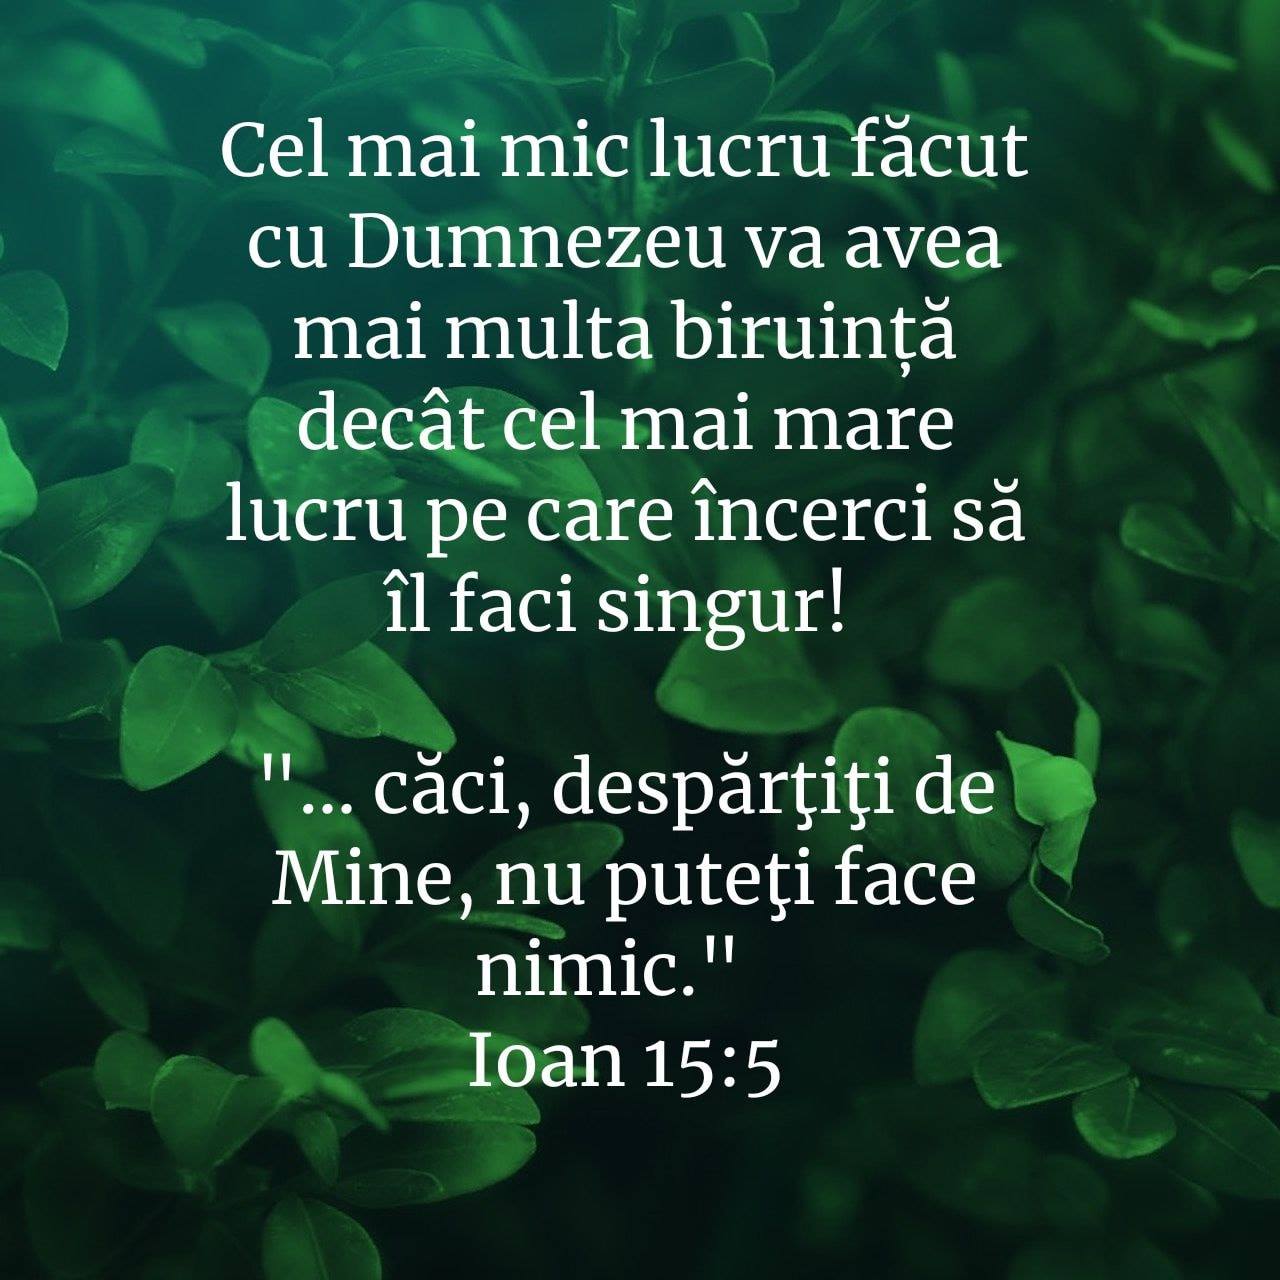 Cel mai mic lucru făcut
cu Dumnezeu va avea
mai multa biruință
decât cel mai mare
lucru pe care încerci să
îl faci singur!
"... căci, despărţiţi de
Mine, nu puteţi face
nimic."
Ioan 15:5